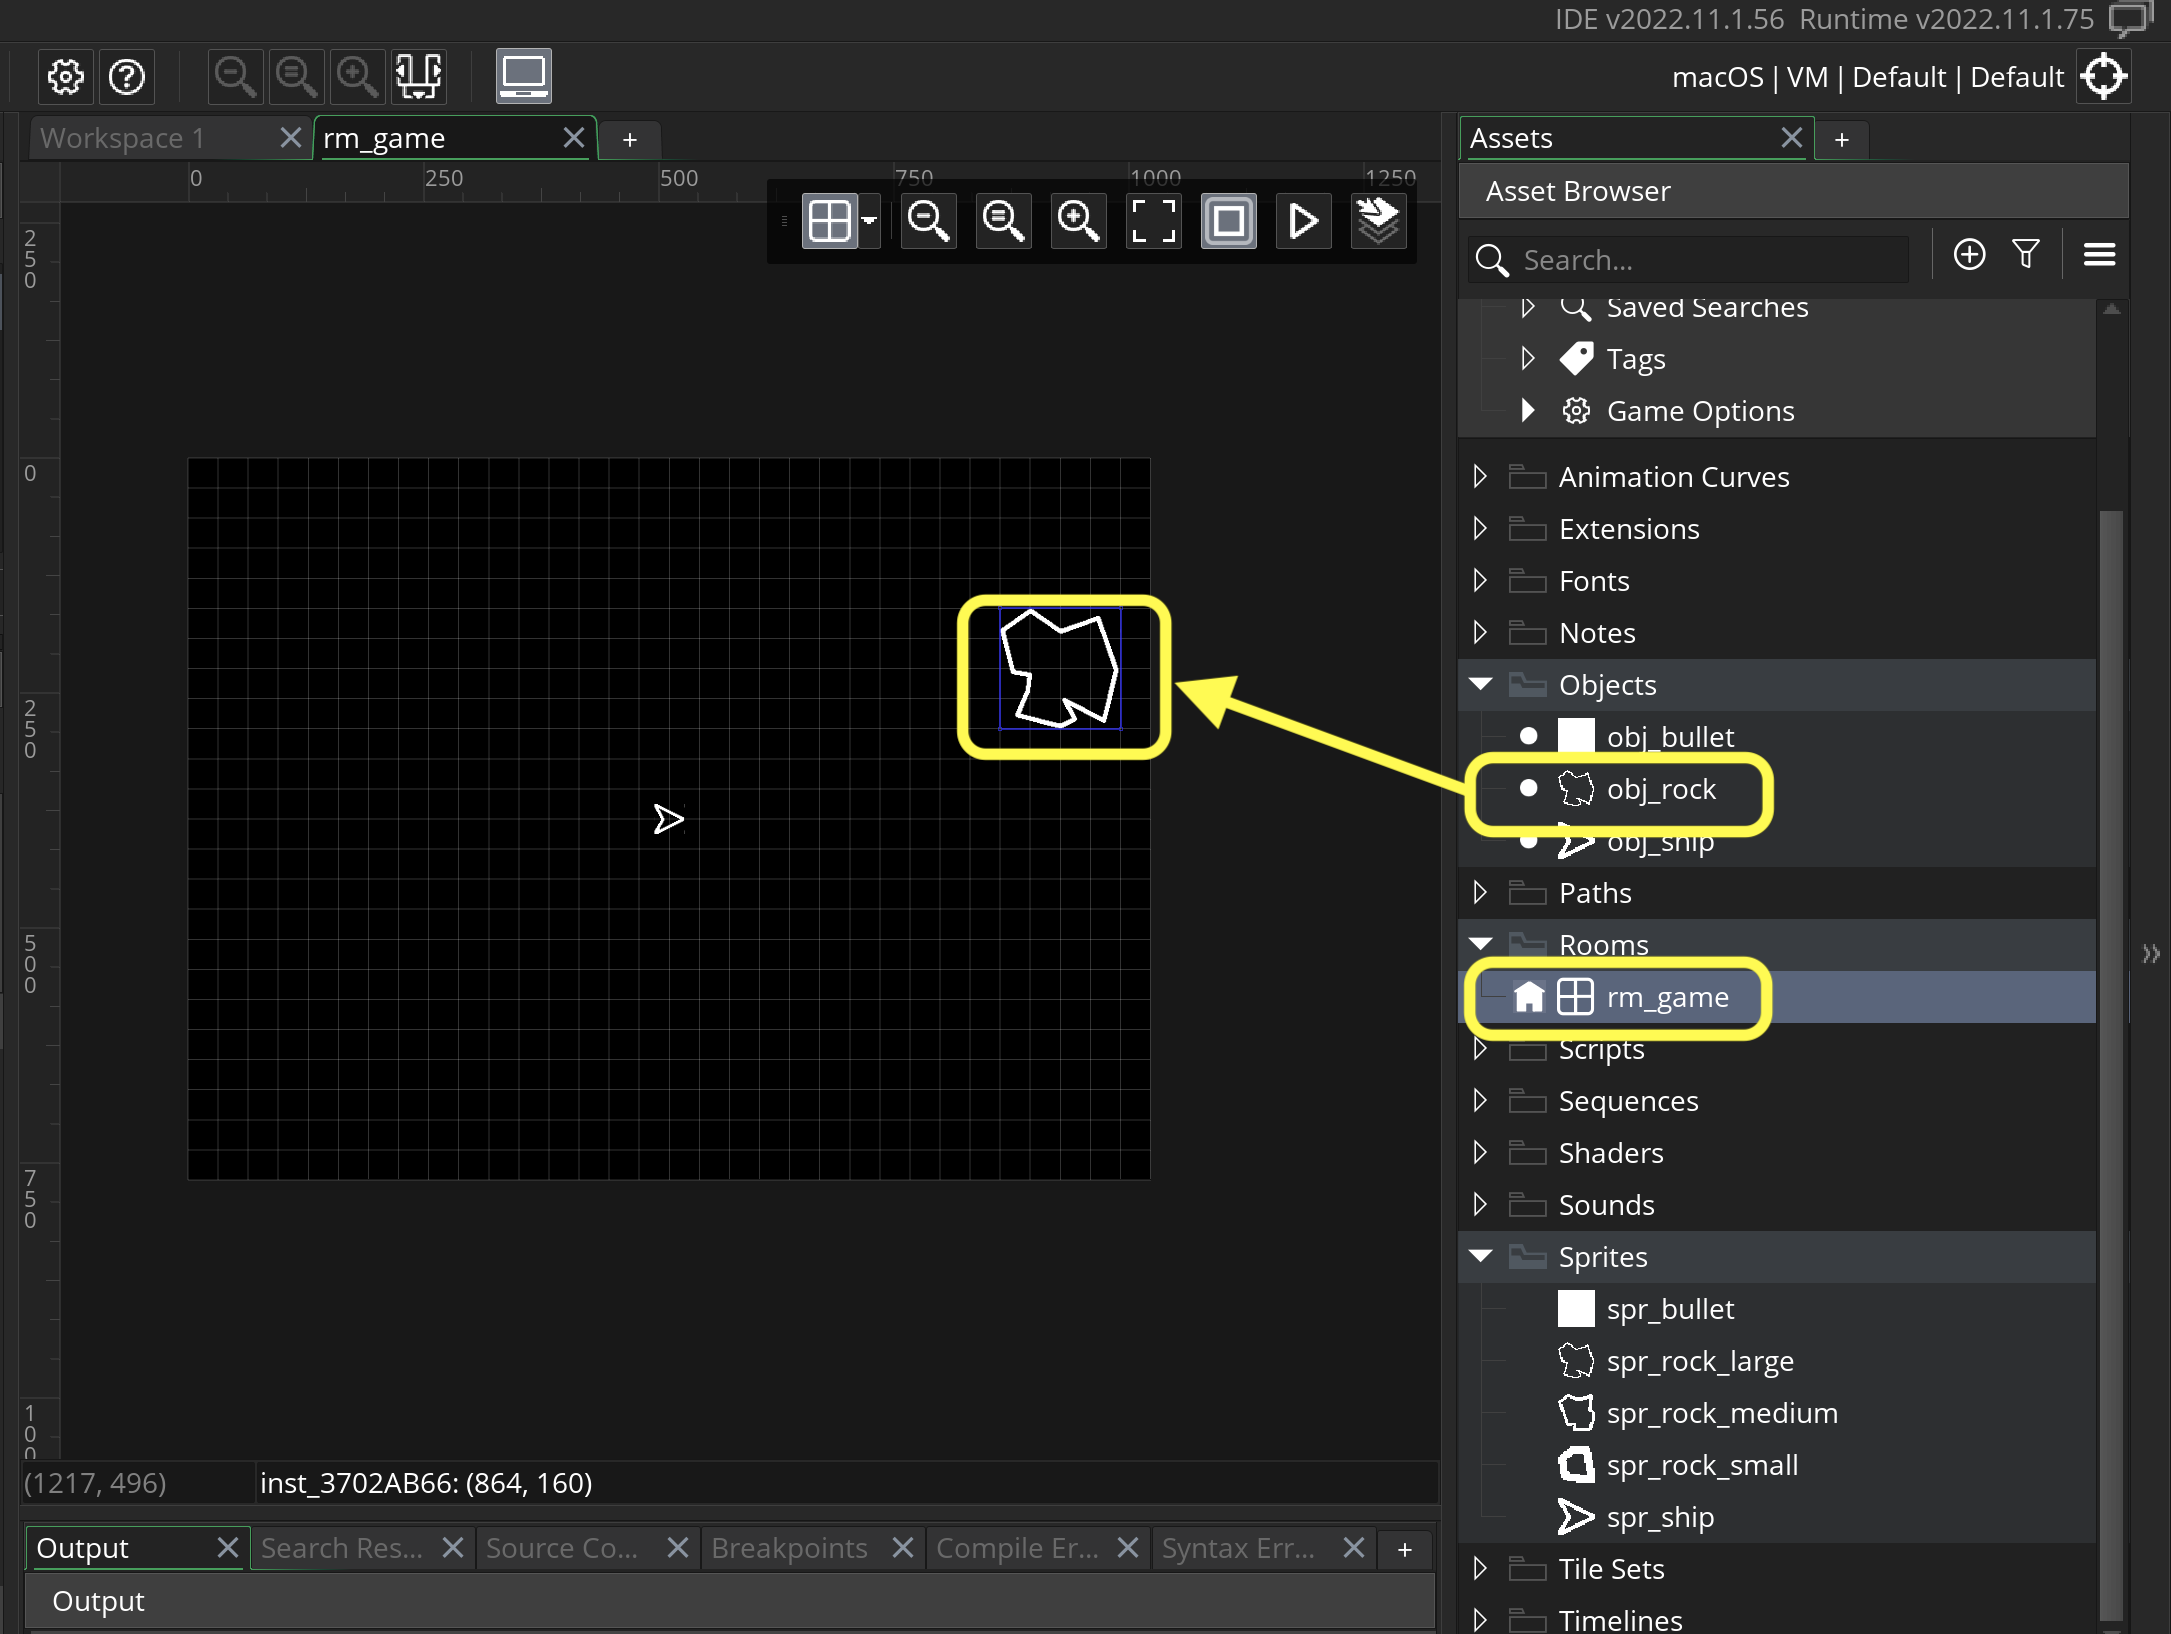 IDE v2022.11.1.56 Runtime v2022.11.1.75
macOS | VM | Default | Default
Workspace 1
rm_game
+
Assets
+
0 250 500 750 1000 1250
Asset Browser
Search...
Saved Searches
Tags
Game Options
Animation Curves
Extensions
Fonts
Notes
Objects
obj_bullet
obj_rock
obj_ship
Paths
Rooms
rm_game
Scripts
Sequences
Shaders
Sounds
Sprites
spr_bullet
spr_rock_large
spr_rock_medium
spr_rock_small
spr_ship
Tile Sets
Timelines
250
0
250
500
750
100
(1217, 496)
inst_3702AB66: (864, 160)
Output
Search Res...
Source Co...
Breakpoints
Compile Er...
Syntax Err...
+
Output